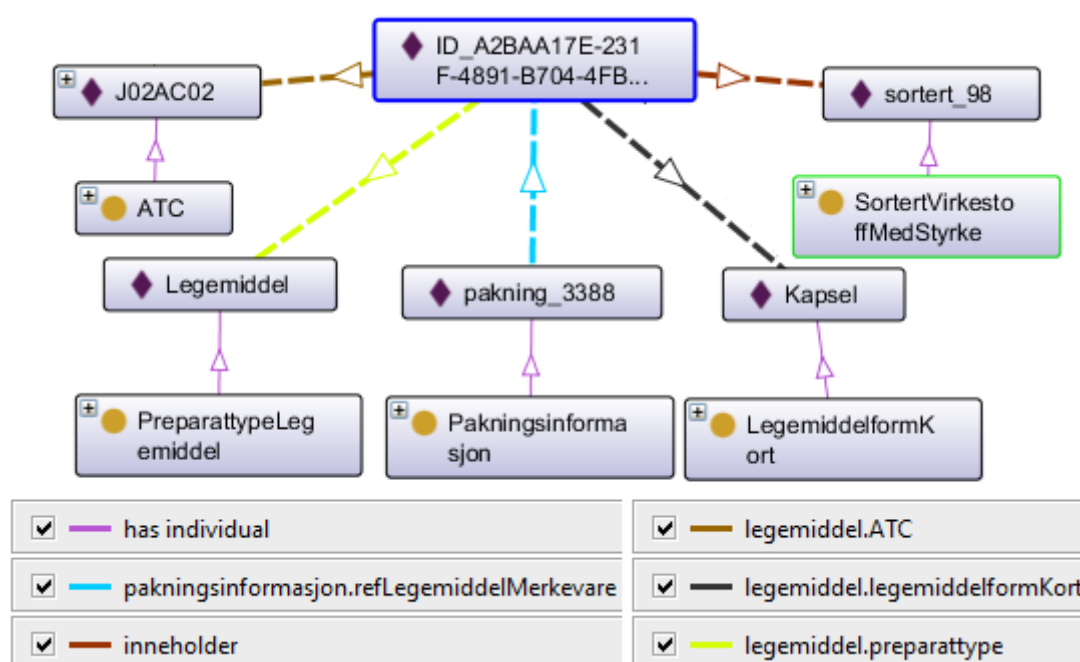 ID_A2BAA17E-231
F-4891-B704-4FB...
J02AC02
sortert_98
ATC
SortertVirkesto
ffMedStyrke
Legemiddel
pakning_3388
Kapsel
PreparattypeLeg
emiddel
Pakningsinforma
sjon
LegemiddelformK
ort
has individual
legemiddel.ATC
pakningsinformasjon.refLegemiddelMerkevare
legemiddel.legemiddelformKort
inneholder
legemiddel.preparattype